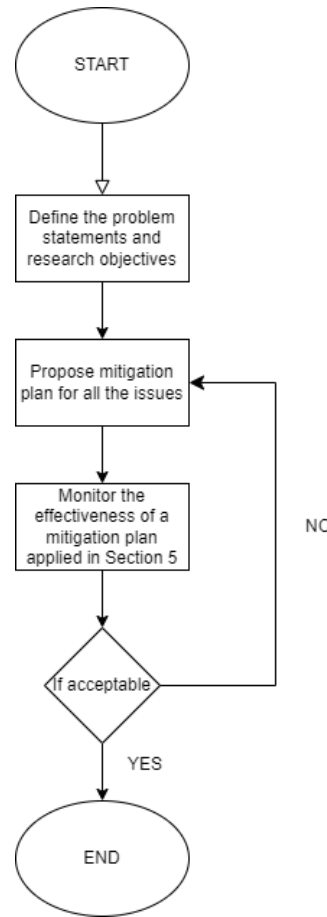 START
Define the problem
statements and
research objectives
Propose mitigation
plan for all the issues
Monitor the
effectiveness of a
mitigation plan
applied in Section 5
NO
If acceptable
YES
END